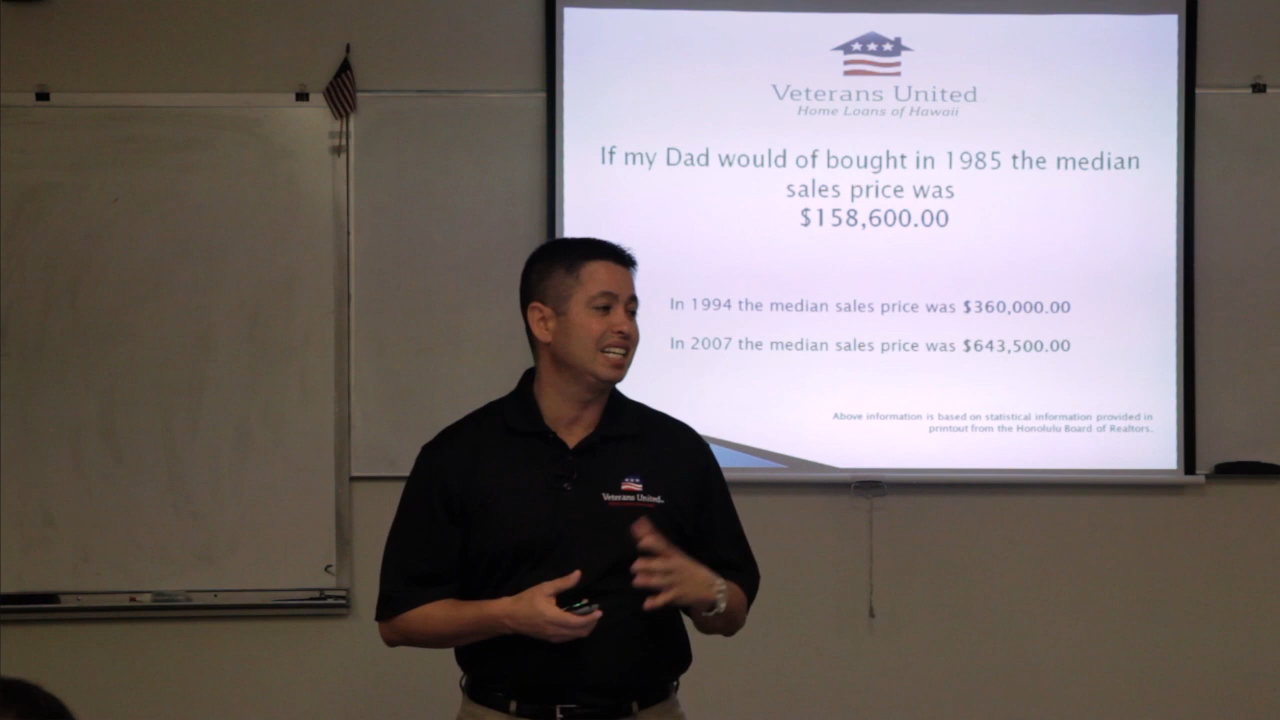 Veterans United
Home Loans of Hawaii
If my Dad would of bought in 1985 the median
sales price was
$158,600.00
In 1994 the median sales price was $360,000.00
In 2007 the median sales price was $643,500.00
Above information is based on statistical information provided in
printout from the Honolulu Board of Realtors.
Veterans United